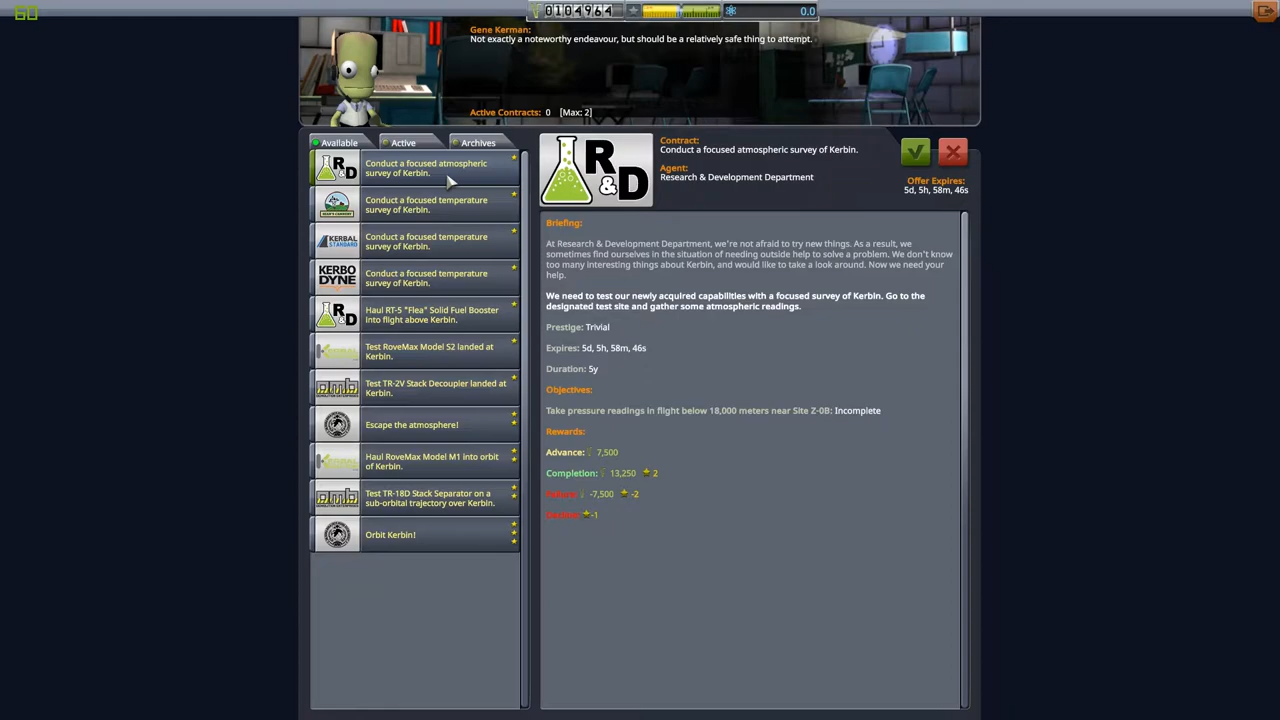 60
0104964
0.0
Gene Kerman:
Not exactly a noteworthy endeavour, but should be a relatively safe thing to attempt.
Active Contracts: 0 [Max: 2]
Available
Active
Archives
R&D
Conduct a focused atmospheric
survey of Kerbin.
Conduct a focused temperature
survey of Kerbin.
KERBAL
STANDARD
Conduct a focused temperature
survey of Kerbin.
KERBO
DYNE
Conduct a focused temperature
survey of Kerbin.
R&D
Haul RT-5 "Flea" Solid Fuel Booster
into flight above Kerbin.
Test RoveMax Model S2 landed at
Kerbin.
Test TR-2V Stack Decoupler landed at
Kerbin.
Escape the atmosphere!
Haul RoveMax Model M1 into orbit
of Kerbin.
Test TR-18D Stack Separator on a
sub-orbital trajectory over Kerbin.
Orbit Kerbin!
R&D
Contract:
Conduct a focused atmospheric survey of Kerbin.
Agent:
Research & Development Department
Offer Expires:
5d, 5h, 58m, 46s
Briefing:
At Research & Development Department, we're not afraid to try new things. As a result, we
sometimes find ourselves in the situation of needing outside help to solve a problem. We don't know
too many interesting things about Kerbin, and would like to take a look around. Now we need your
help.
We need to test our newly acquired capabilities with a focused survey of Kerbin. Go to the
designated test site and gather some atmospheric readings.
Prestige: Trivial
Expires: 5d, 5h, 58m, 46s
Duration: 5y
Objectives:
Take pressure readings in flight below 18,000 meters near Site Z-0B: Incomplete
Rewards:
Advance: 7,500
Completion: 13,250 2
-7,500 -2
-1